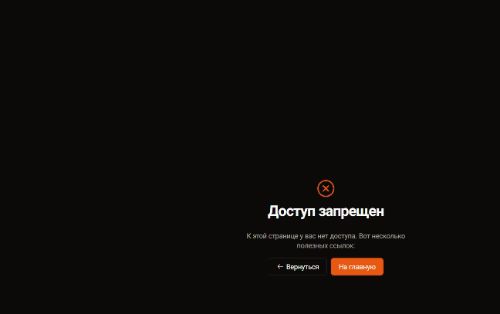 Доступ запрещен
К этой странице у вас нет доступа. Вот несколько
полезных ссылок:
← Вернуться
На главную